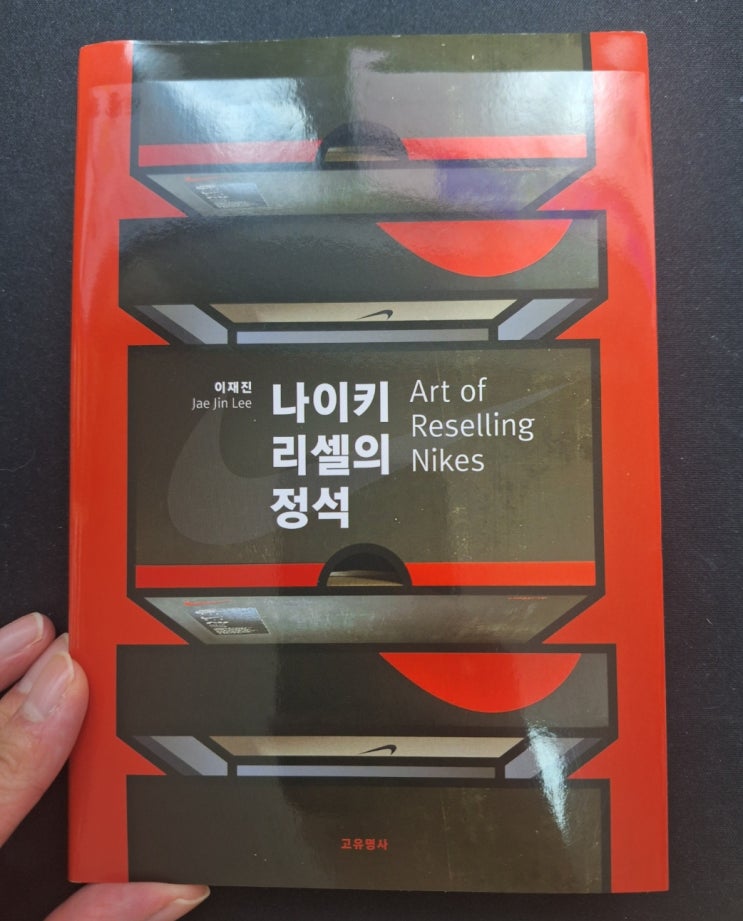 이재진
Jae Jin Lee
나이키
리셀의
정석
Art of
Reselling
Nikes
고유명사